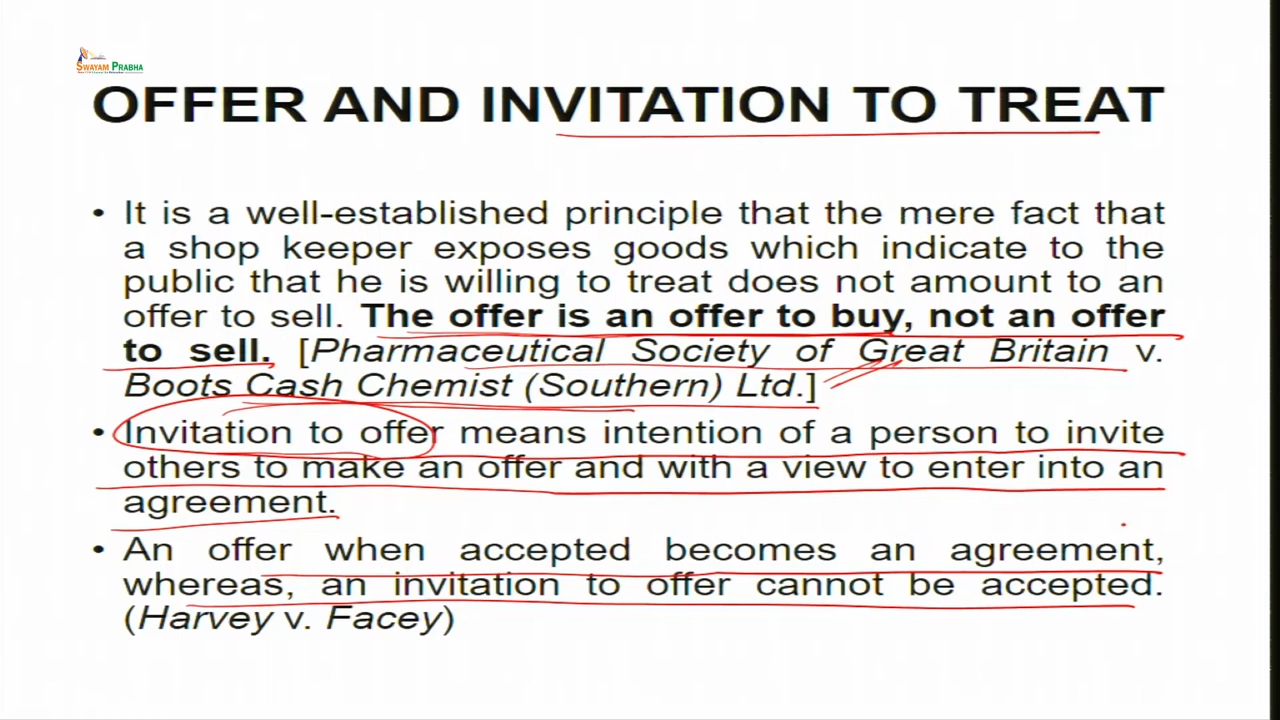 SWAYAM PRABHA
OFFER AND INVITATION TO TREAT
• It is a well-established principle that the mere fact that
a shop keeper exposes goods which indicate to the
public that he is willing to treat does not amount to an
offer to sell. The offer is an offer to buy, not an offer
to sell. [Pharmaceutical Society of Great Britain v.
Boots Cash Chemist (Southern) Ltd.]
• Invitation to offer means intention of a person to invite
others to make an offer and with a view to enter into an
agreement.
• An offer when accepted becomes an agreement,
whereas, an invitation to offer cannot be accepted.
(Harvey v. Facey)